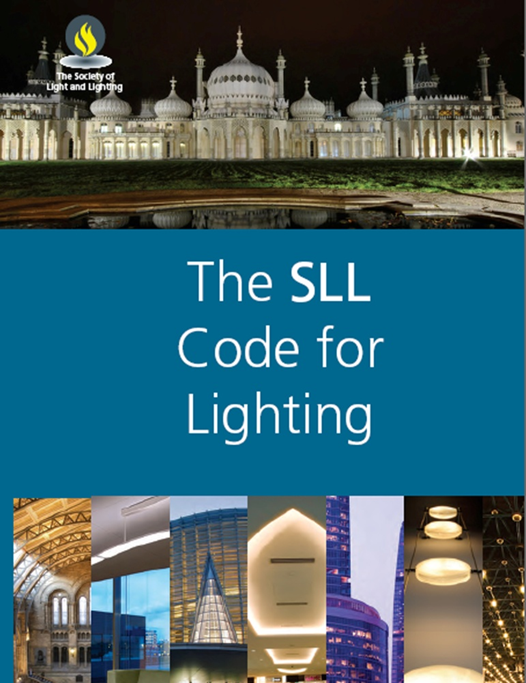 The Society of
Light and Lighting
The SLL
Code for
Lighting